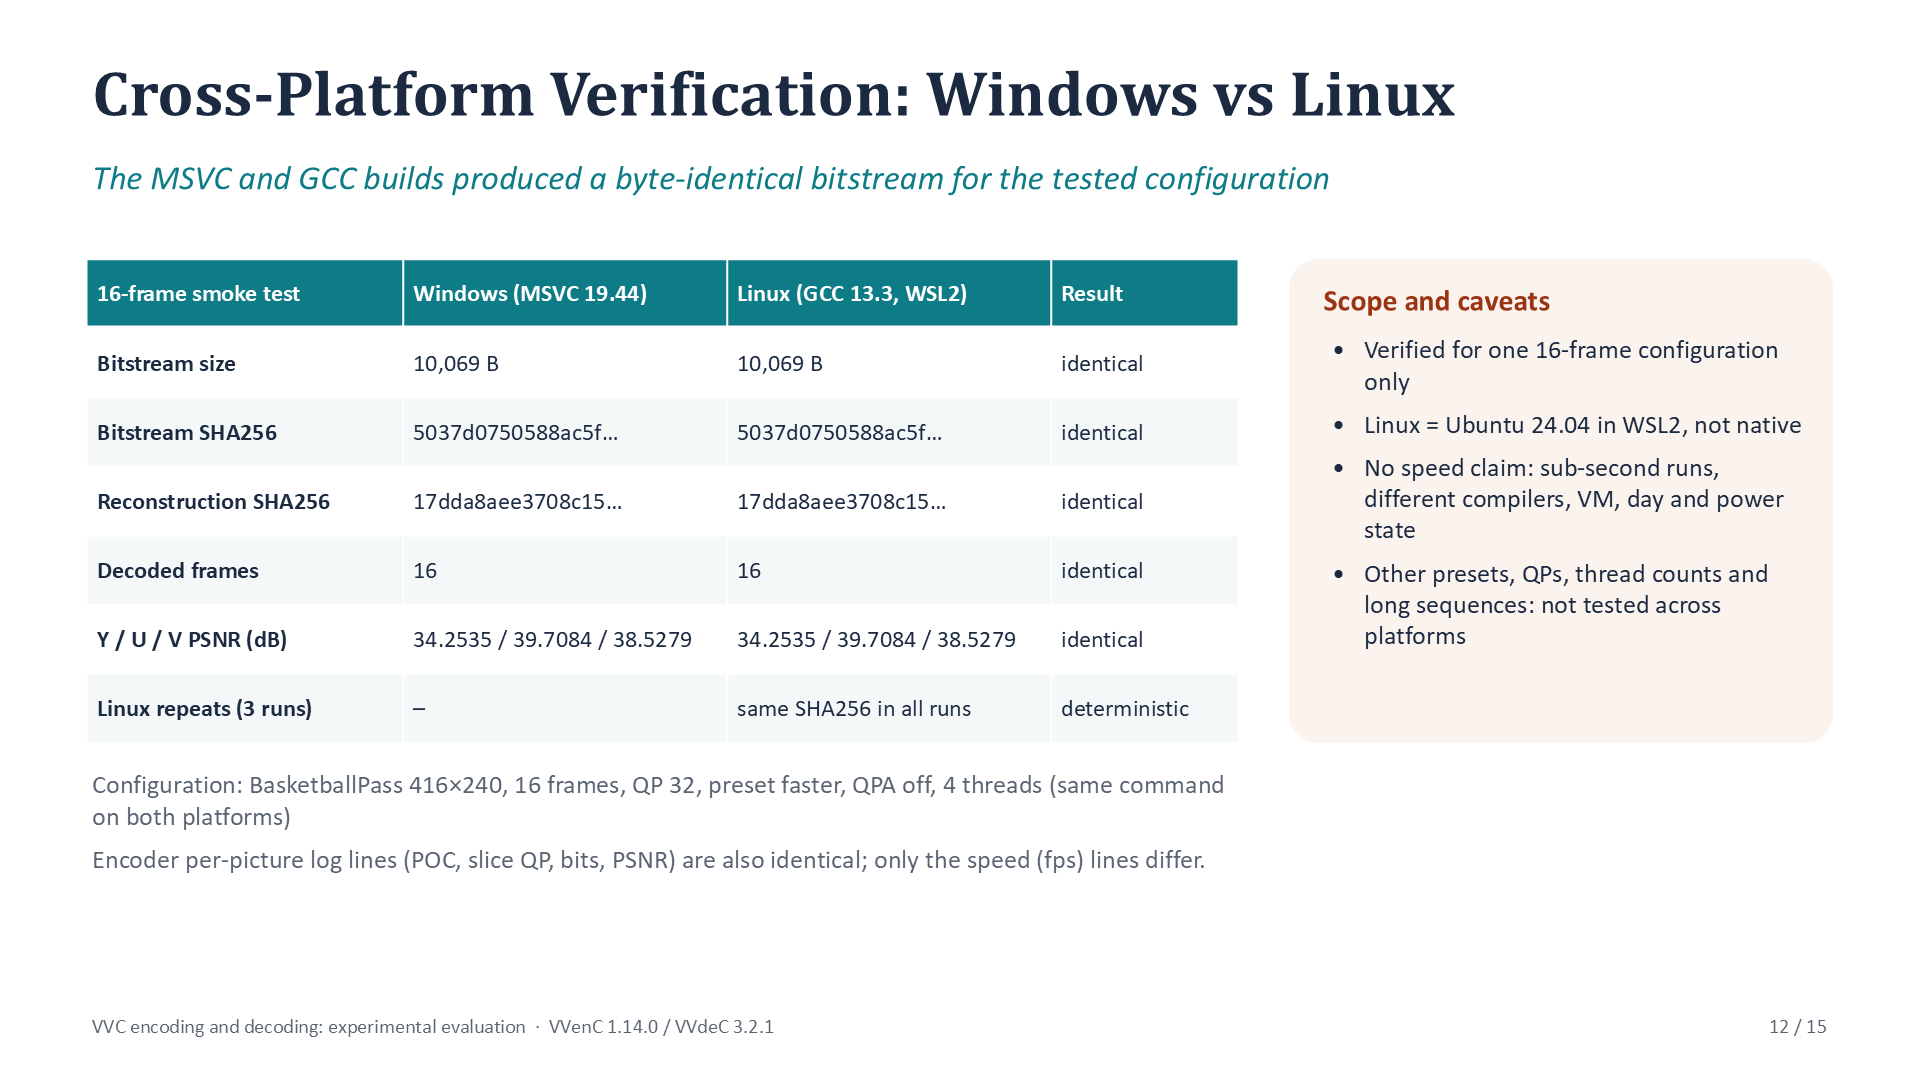 Cross-Platform Verification: Windows vs Linux
The MSVC and GCC builds produced a byte-identical bitstream for the tested configuration
16-frame smoke test Windows (MSVC 19.44) Linux (GCC 13.3, WSL2) Result
Bitstream size 10,069 B 10,069 B identical
Bitstream SHA256 5037d0750588ac5f… 5037d0750588ac5f… identical
Reconstruction SHA256 17dda8aee3708c15… 17dda8aee3708c15… identical
Decoded frames 16 16 identical
Y / U / V PSNR (dB) 34.2535 / 39.7084 / 38.5279 34.2535 / 39.7084 / 38.5279 identical
Linux repeats (3 runs) – same SHA256 in all runs deterministic
Configuration: BasketballPass 416×240, 16 frames, QP 32, preset faster, QPA off, 4 threads (same command
on both platforms)
Encoder per-picture log lines (POC, slice QP, bits, PSNR) are also identical; only the speed (fps) lines differ.
Scope and caveats
• Verified for one 16-frame configuration
only
• Linux = Ubuntu 24.04 in WSL2, not native
• No speed claim: sub-second runs,
different compilers, VM, day and power
state
• Other presets, QPs, thread counts and
long sequences: not tested across
platforms
VVC encoding and decoding: experimental evaluation · VVenC 1.14.0 / VVdeC 3.2.1
12 / 15